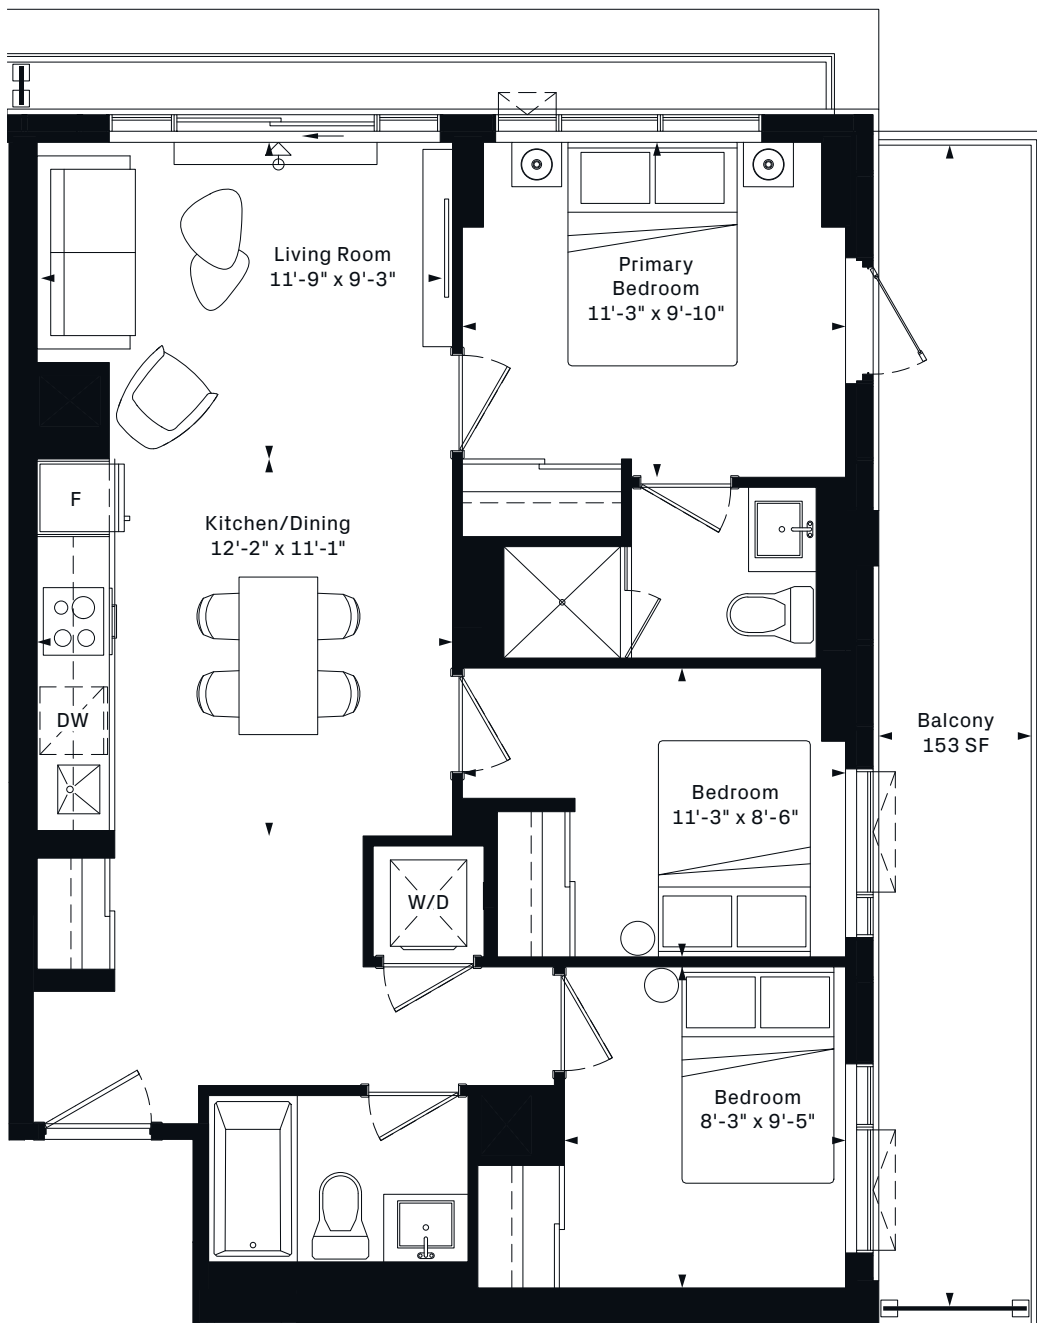 Living Room
11'-9" x 9'-3"
Primary
Bedroom
11'-3" x 9'-10"
F
Kitchen/Dining
12'-2" x 11'-1"
DW
Balcony
153 SF
Bedroom
11'-3" x 8'-6"
W/D
Bedroom
8'-3" x 9'-5"